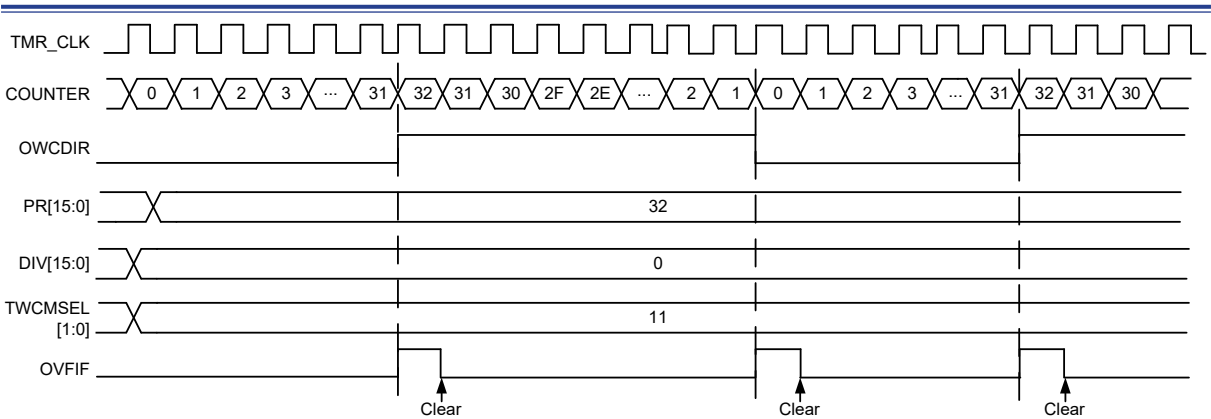 TMR_CLK
COUNTER 0 1 2 3 ... 31 32 31 30 2F 2E ... 2 1 0 1 2 3 ... 31 32 31 30
OWCDIR
PR[15:0] 32
DIV[15:0] 0
TWCMSEL
[1:0] 11
OVFIF
Clear Clear Clear